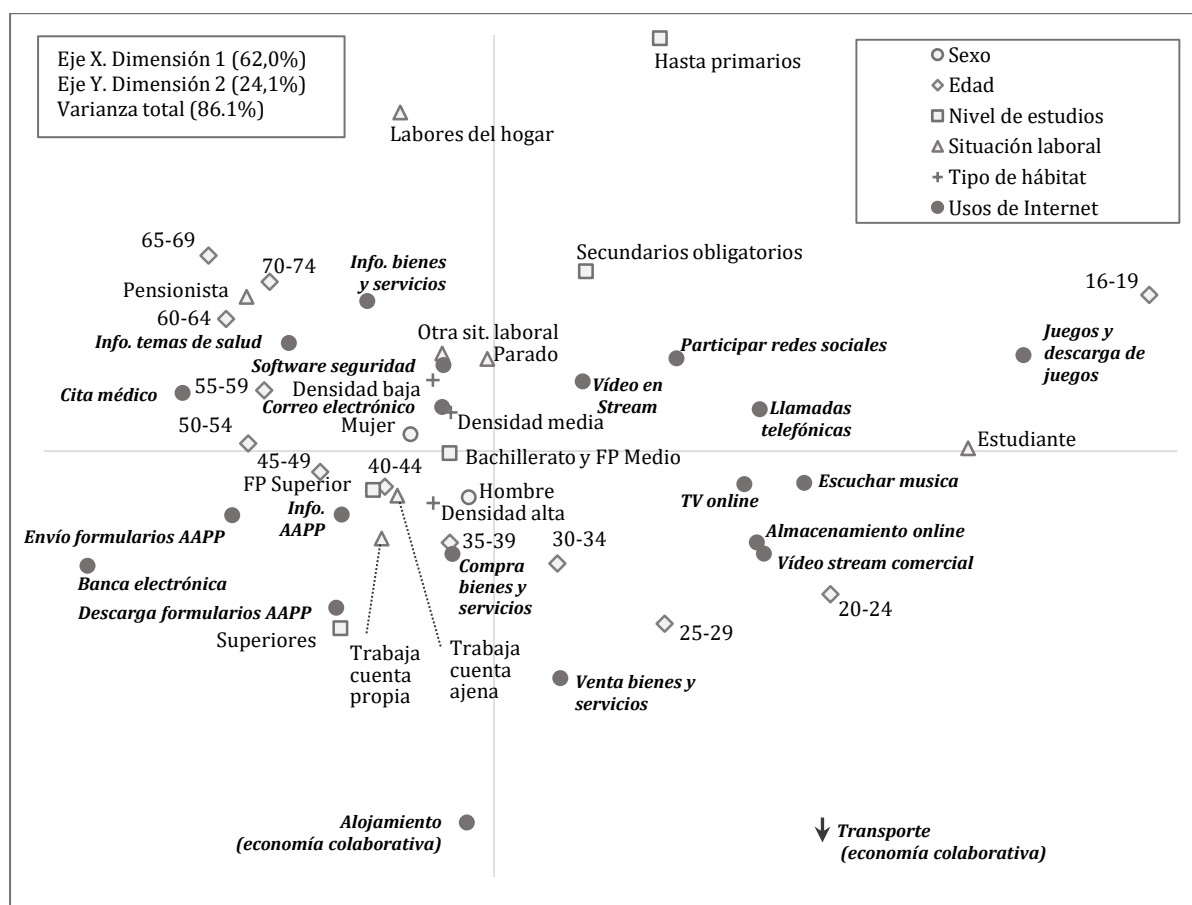 Eje X. Dimensión 1 (62,0%)
Eje Y. Dimensión 2 (24,1%)
Varianza total (86.1%)
Hasta primarios
Sexo
Edad
Nivel de estudios
Situación laboral
Tipo de hábitat
Usos de Internet
Labores del hogar
65-69
70-74
Pensionista
60-64
Info. temas de salud
Info. bienes
y servicios
Secundarios obligatorios
16-19
Otra sit. laboral
Parado
Software seguridad
Participar redes sociales
Juegos y
descarga de
juegos
Cita médico
55-59
Densidad baja
Correo electrónico
Vídeo en
Stream
Llamadas
telefónicas
50-54
Mujer
Densidad media
Estudiante
45-49
40-44
Bachillerato y FP Medio
FP Superior
Info.
AAPP
Hombre
Densidad alta
TV online
Escuchar musica
Envío formularios AAPP
35-39
30-34
Almacenamiento online
Vídeo stream comercial
Banca electrónica
Compra
bienes y
servicios
Descarga formularios AAPP
20-24
25-29
Superiores
Trabaja
cuenta
propia
Trabaja
cuenta
ajena
Venta bienes y
servicios
Alojamiento
(economía colaborativa)
Transporte
(economía colaborativa)